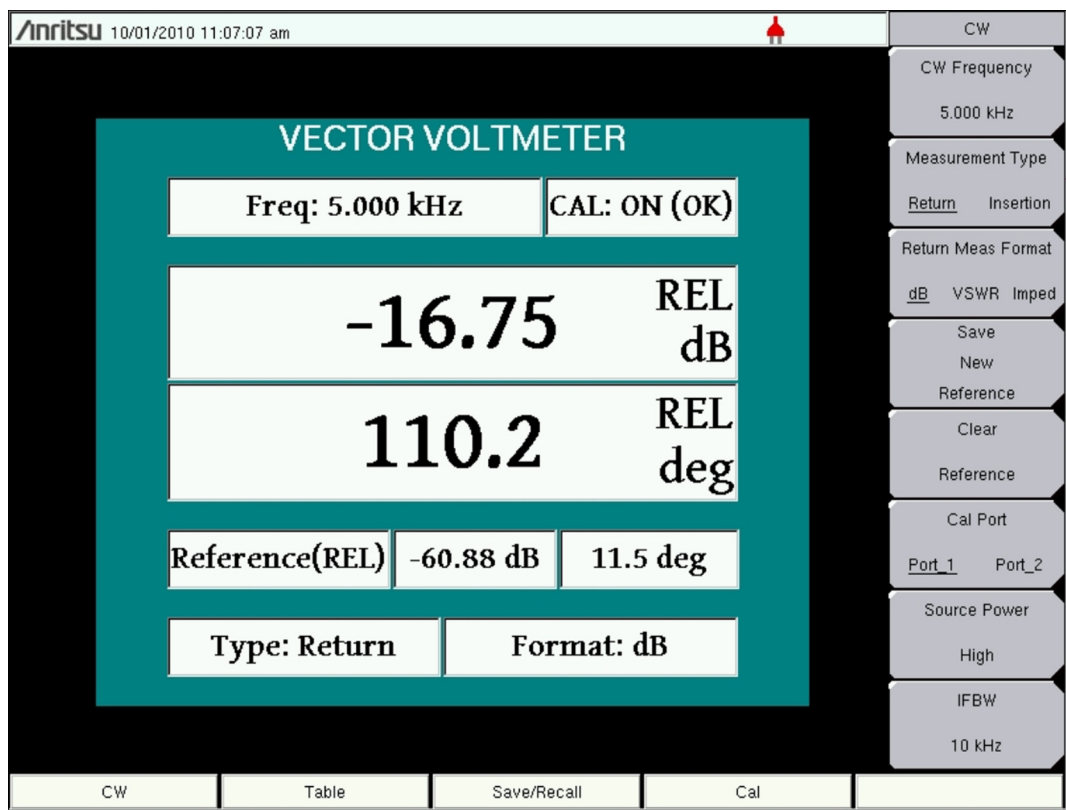 Anritsu 10/01/2010 11:07:07 am
VECTOR VOLTMETER
Freq: 5.000 kHz
CAL: ON (OK)
-16.75
REL
dB
110.2
REL
deg
Reference(REL)
-60.88 dB
11.5 deg
Type: Return
Format: dB
CW
CW Frequency
5.000 kHz
Measurement Type
Return Insertion
Return Meas Format
dB VSWR Imped
Save
New
Reference
Clear
Reference
Cal Port
Port_1 Port_2
Source Power
High
IFBW
10 kHz
CW
Table
Save/Recall
Cal